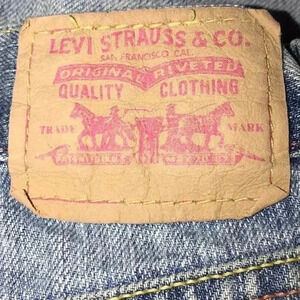 LEVI STRAUSS & CO.
SAN FRANCISCO CAL.
ORIGINAL RIVETED
QUALITY CLOTHING
TRADE MARK